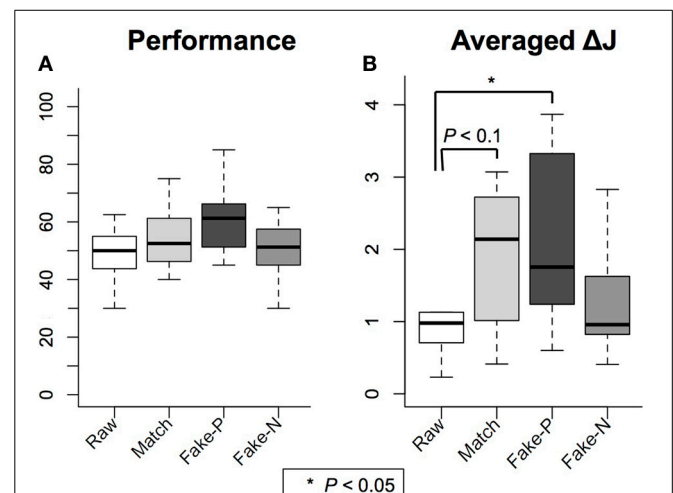 Performance
Averaged ΔJ
A
B
100
80
60
40
20
0
4
3
2
1
0
*
P < 0.1
Raw
Match
Fake-P
Fake-N
Raw
Match
Fake-P
Fake-N
* P < 0.05